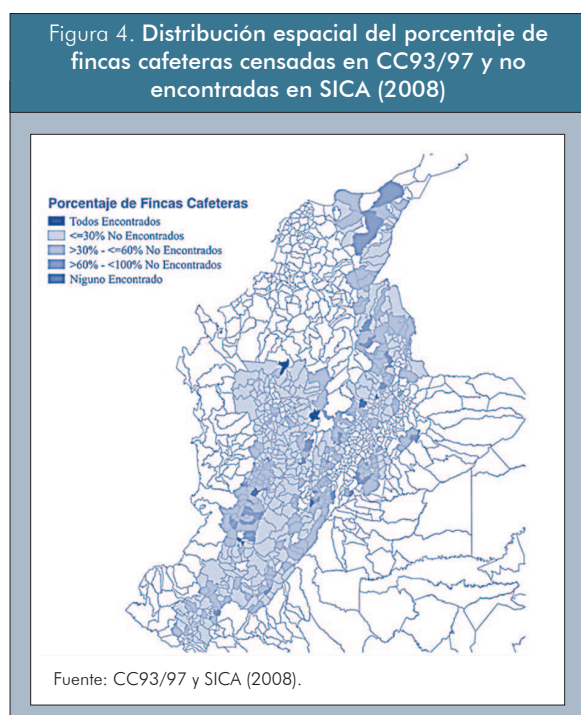 Figura 4. Distribución espacial del porcentaje de
fincas cafeteras censadas en CC93/97 y no
encontradas en SICA (2008)
Porcentaje de Fincas Cafeteras
Todos Encontrados
<=30% No Encontrados
>30% - <=60% No Encontrados
>60% - <100% No Encontrados
Niguno Encontrado
Fuente: CC93/97 y SICA (2008).